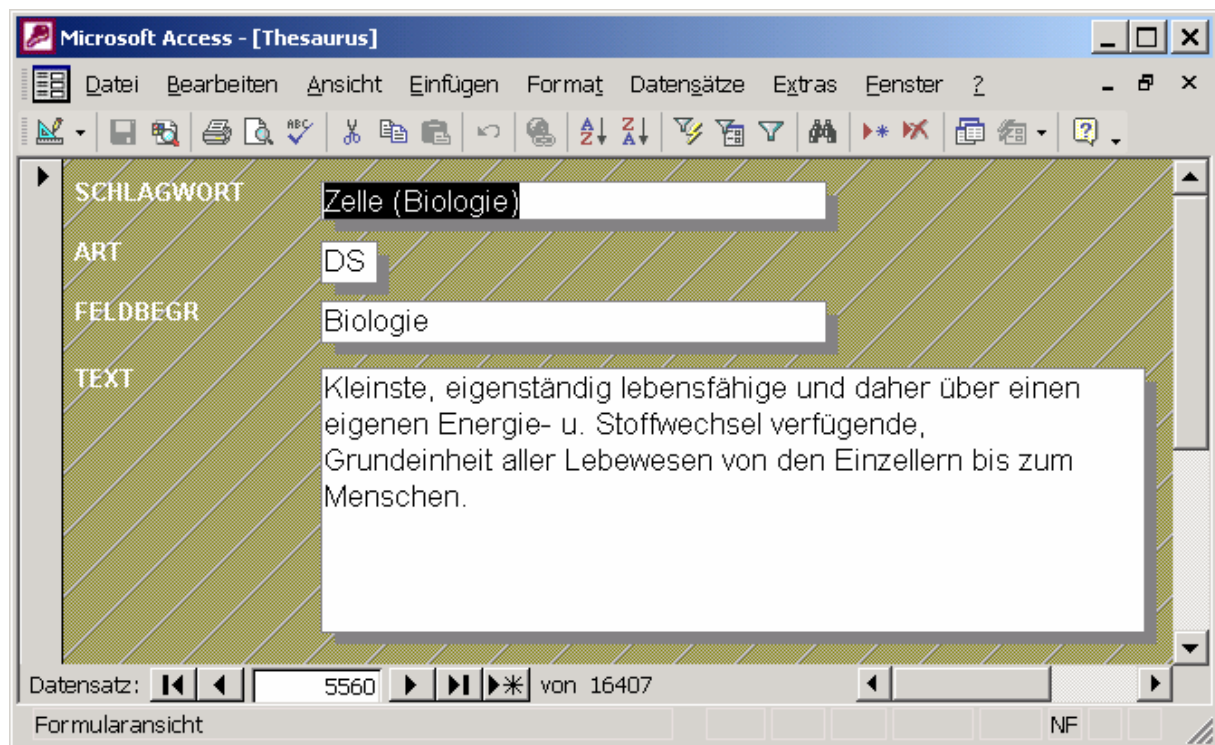 Microsoft Access - [Thesaurus]
Datei Bearbeiten Ansicht Einfügen Format Datensätze Extras Fenster ?
SCHLAGWORT Zelle (Biologie)
ART DS
FELDBEGR Biologie
TEXT Kleinste, eigenständig lebensfähige und daher über einen
eigenen Energie- u. Stoffwechsel verfügende,
Grundeinheit aller Lebewesen von den Einzellern bis zum
Menschen.
Datensatz: 5560 von 16407
Formularansicht NF